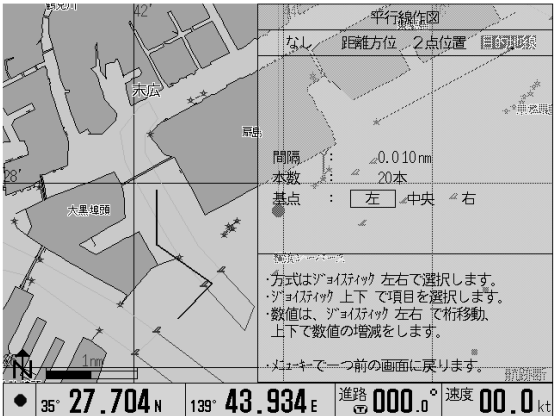 42'
平行線作図
なし 距離方位 2点位置 目的地線
末広
扇島
28'
間隔 : 0.010nm
本数 : 20本
基点 : 左 中央 右
大黒埠頭
・方式はジョイスティック 左右で選択します。
・ジョイスティック 上下 で項目を選択します。
・数値は、ジョイスティック 左右 で桁移動、
上下で数値の増減をします。
・メニューキーで一つ前の画面に戻ります。
N
1nm
35° 27.704 N 139° 43.934 E 進路 000.° 速度 00.0 kt